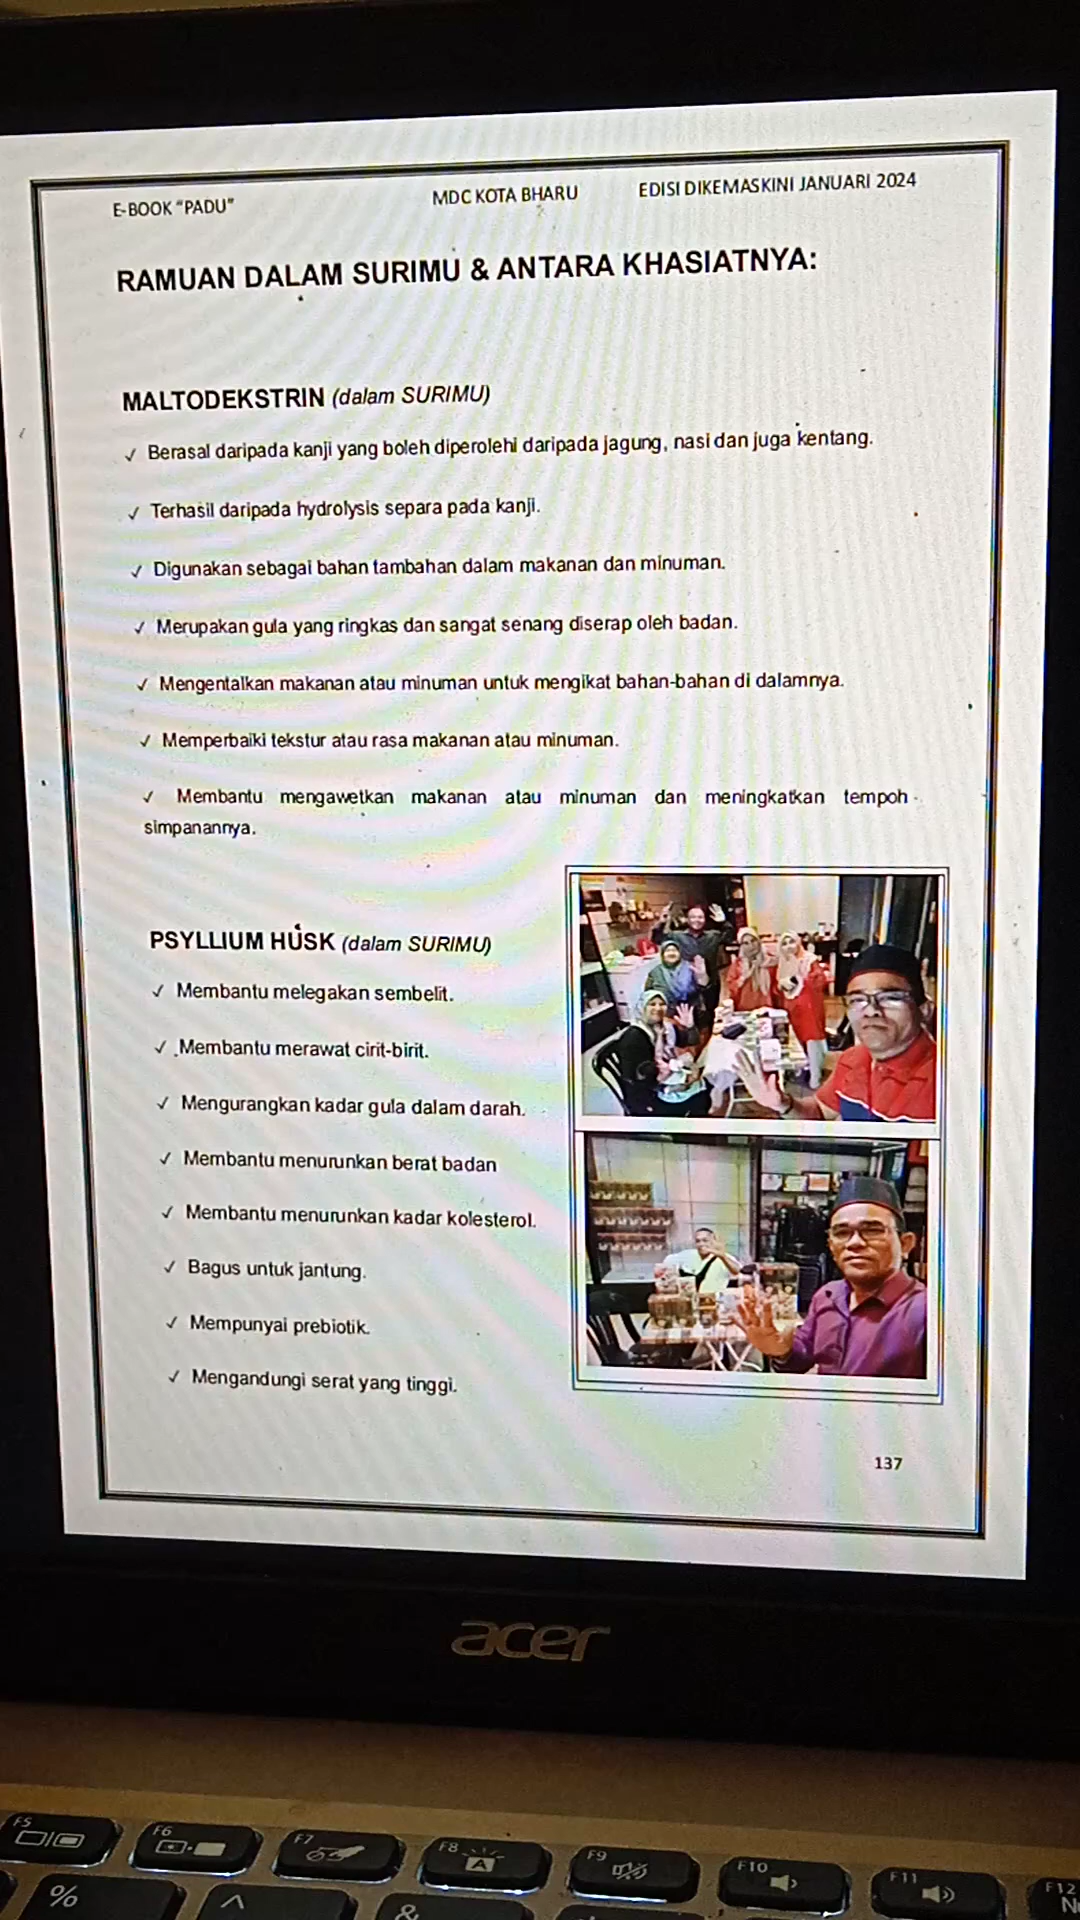 E-BOOK “PADU”
MDC KOTA BHARU
EDISI DIKEMASKINI JANUARI 2024
RAMUAN DALAM SURIMU & ANTARA KHASIATNYA:
MALTODEKSTRIN (dalam SURIMU)
✓ Berasal daripada kanji yang boleh diperolehi daripada jagung, nasi dan juga kentang.
✓ Terhasil daripada hydrolysis separa pada kanji.
✓ Digunakan sebagai bahan tambahan dalam makanan dan minuman.
✓ Merupakan gula yang ringkas dan sangat senang diserap oleh badan.
✓ Mengentalkan makanan atau minuman untuk mengikat bahan-bahan di dalamnya.
✓ Memperbaiki tekstur atau rasa makanan atau minuman.
✓ Membantu mengawetkan makanan atau minuman dan meningkatkan tempoh
simpanannya.
PSYLLIUM HUSK (dalam SURIMU)
✓ Membantu melegakan sembelit.
✓ Membantu merawat cirit-birit.
✓ Mengurangkan kadar gula dalam darah.
✓ Membantu menurunkan berat badan
✓ Membantu menurunkan kadar kolesterol.
✓ Bagus untuk jantung.
✓ Mempunyai prebiotik.
✓ Mengandungi serat yang tinggi.
137
acer
F5
F6
F7
F8
F9
F10
F11
F12
A
N
%
^
&